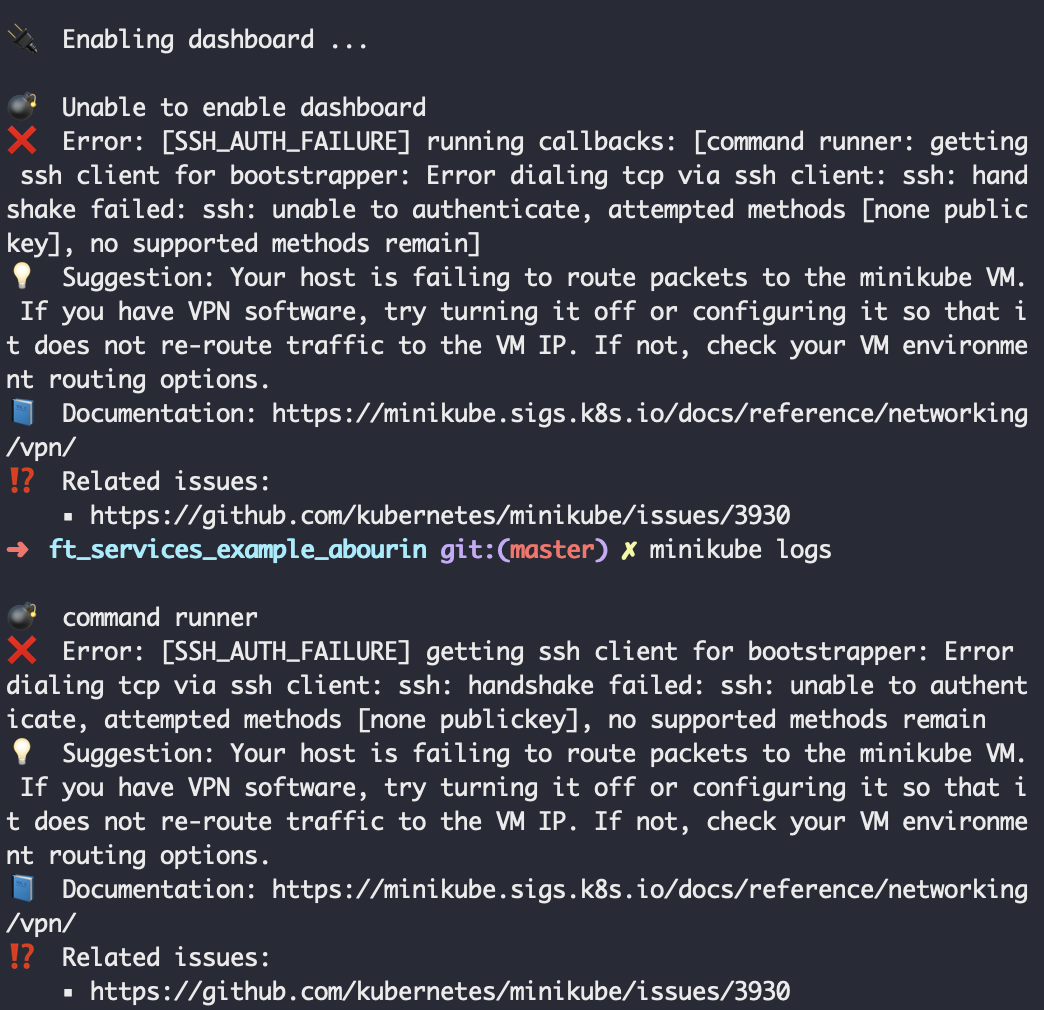 🔌  Enabling dashboard ...
💣  Unable to enable dashboard
❌  Error: [SSH_AUTH_FAILURE] running callbacks: [command runner: getting
 ssh client for bootstrapper: Error dialing tcp via ssh client: ssh: hand
shake failed: ssh: unable to authenticate, attempted methods [none public
key], no supported methods remain]
💡  Suggestion: Your host is failing to route packets to the minikube VM.
 If you have VPN software, try turning it off or configuring it so that i
t does not re-route traffic to the VM IP. If not, check your VM environme
nt routing options.
📘  Documentation: https://minikube.sigs.k8s.io/docs/reference/networking
/vpn/
⁉️  Related issues:
    ▪ https://github.com/kubernetes/minikube/issues/3930
➜  ft_services_example_abourin git:(master) ✗ minikube logs
💣  command runner
❌  Error: [SSH_AUTH_FAILURE] getting ssh client for bootstrapper: Error
dialing tcp via ssh client: ssh: handshake failed: ssh: unable to authent
icate, attempted methods [none publickey], no supported methods remain
💡  Suggestion: Your host is failing to route packets to the minikube VM.
 If you have VPN software, try turning it off or configuring it so that i
t does not re-route traffic to the VM IP. If not, check your VM environme
nt routing options.
📘  Documentation: https://minikube.sigs.k8s.io/docs/reference/networking
/vpn/
⁉️  Related issues:
    ▪ https://github.com/kubernetes/minikube/issues/3930